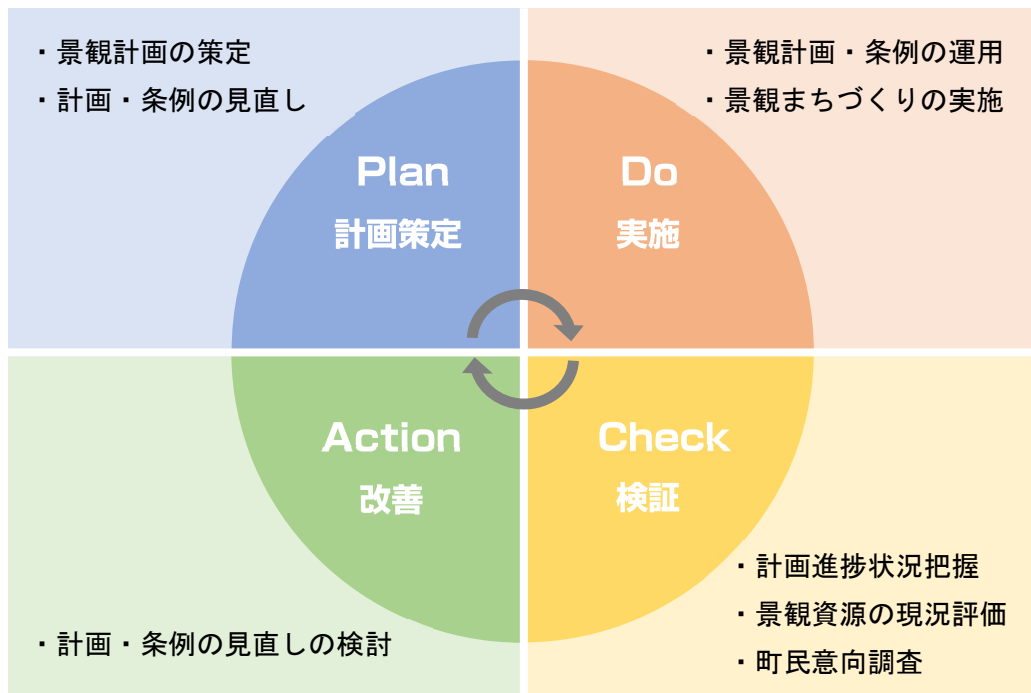 ・景観計画の策定
・計画・条例の見直し
Plan
計画策定
・景観計画・条例の運用
・景観まちづくりの実施
Do
実施
Action
改善
・計画・条例の見直しの検討
Check
検証
・計画進捗状況把握
・景観資源の現況評価
・町民意向調査